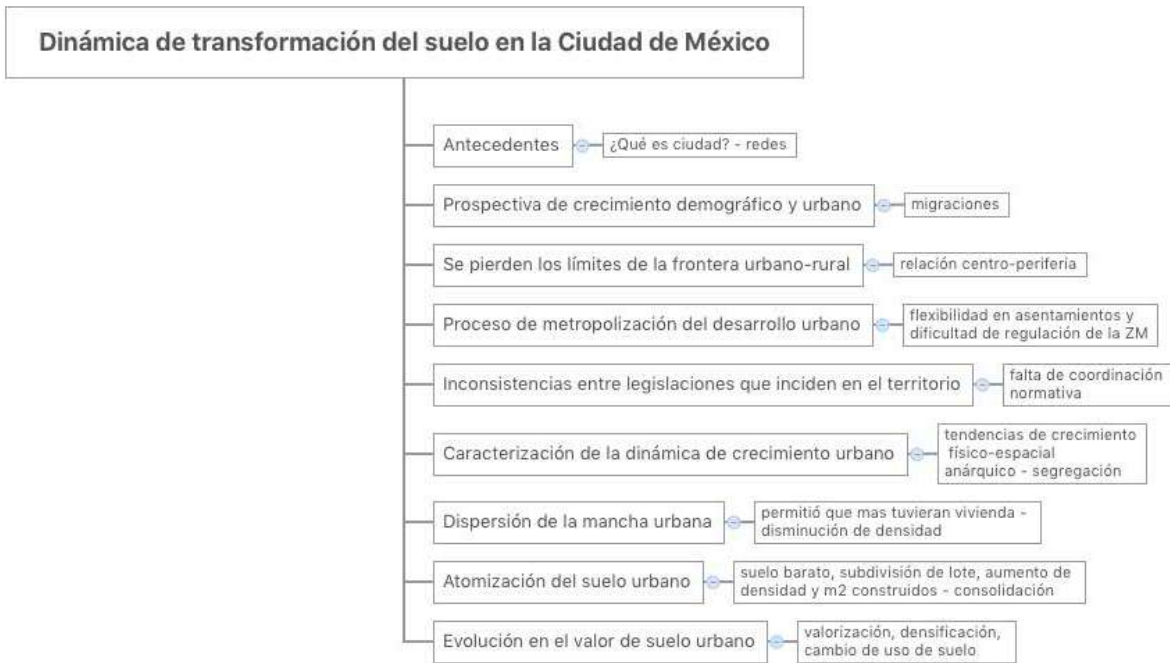 Dinámica de transformación del suelo en la Ciudad de México
Antecedentes
¿Qué es ciudad? - redes
Prospectiva de crecimiento demográfico y urbano
migraciones
Se pierden los límites de la frontera urbano-rural
relación centro-periferia
Proceso de metropolización del desarrollo urbano
flexibilidad en asentamientos y
dificultad de regulación de la ZM
Inconsistencias entre legislaciones que inciden en el territorio
falta de coordinación
normativa
Caracterización de la dinámica de crecimiento urbano
tendencias de crecimiento
físico-espacial
anárquico - segregación
Dispersión de la mancha urbana
permitió que mas tuvieran vivienda -
disminución de densidad
Atomización del suelo urbano
suelo barato, subdivisión de lote, aumento de
densidad y m2 construidos - consolidación
Evolución en el valor de suelo urbano
valorización, densificación,
cambio de uso de suelo